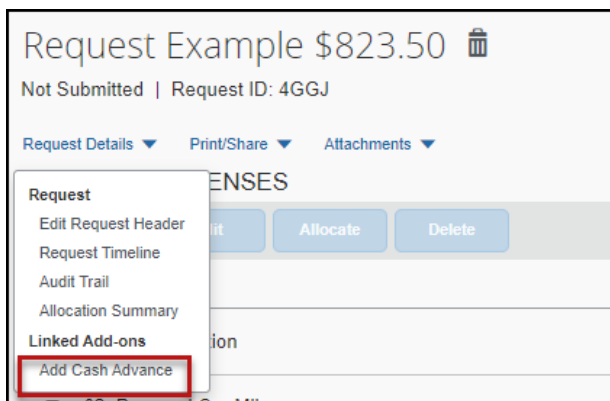 Request Example $823.50
Not Submitted | Request ID: 4GGJ
Request Details Print/Share Attachments
ENSES
Request
Edit Request Header
Allocate Delete
Request Timeline
Audit Trail
Allocation Summary
Linked Add-ons
Add Cash Advance